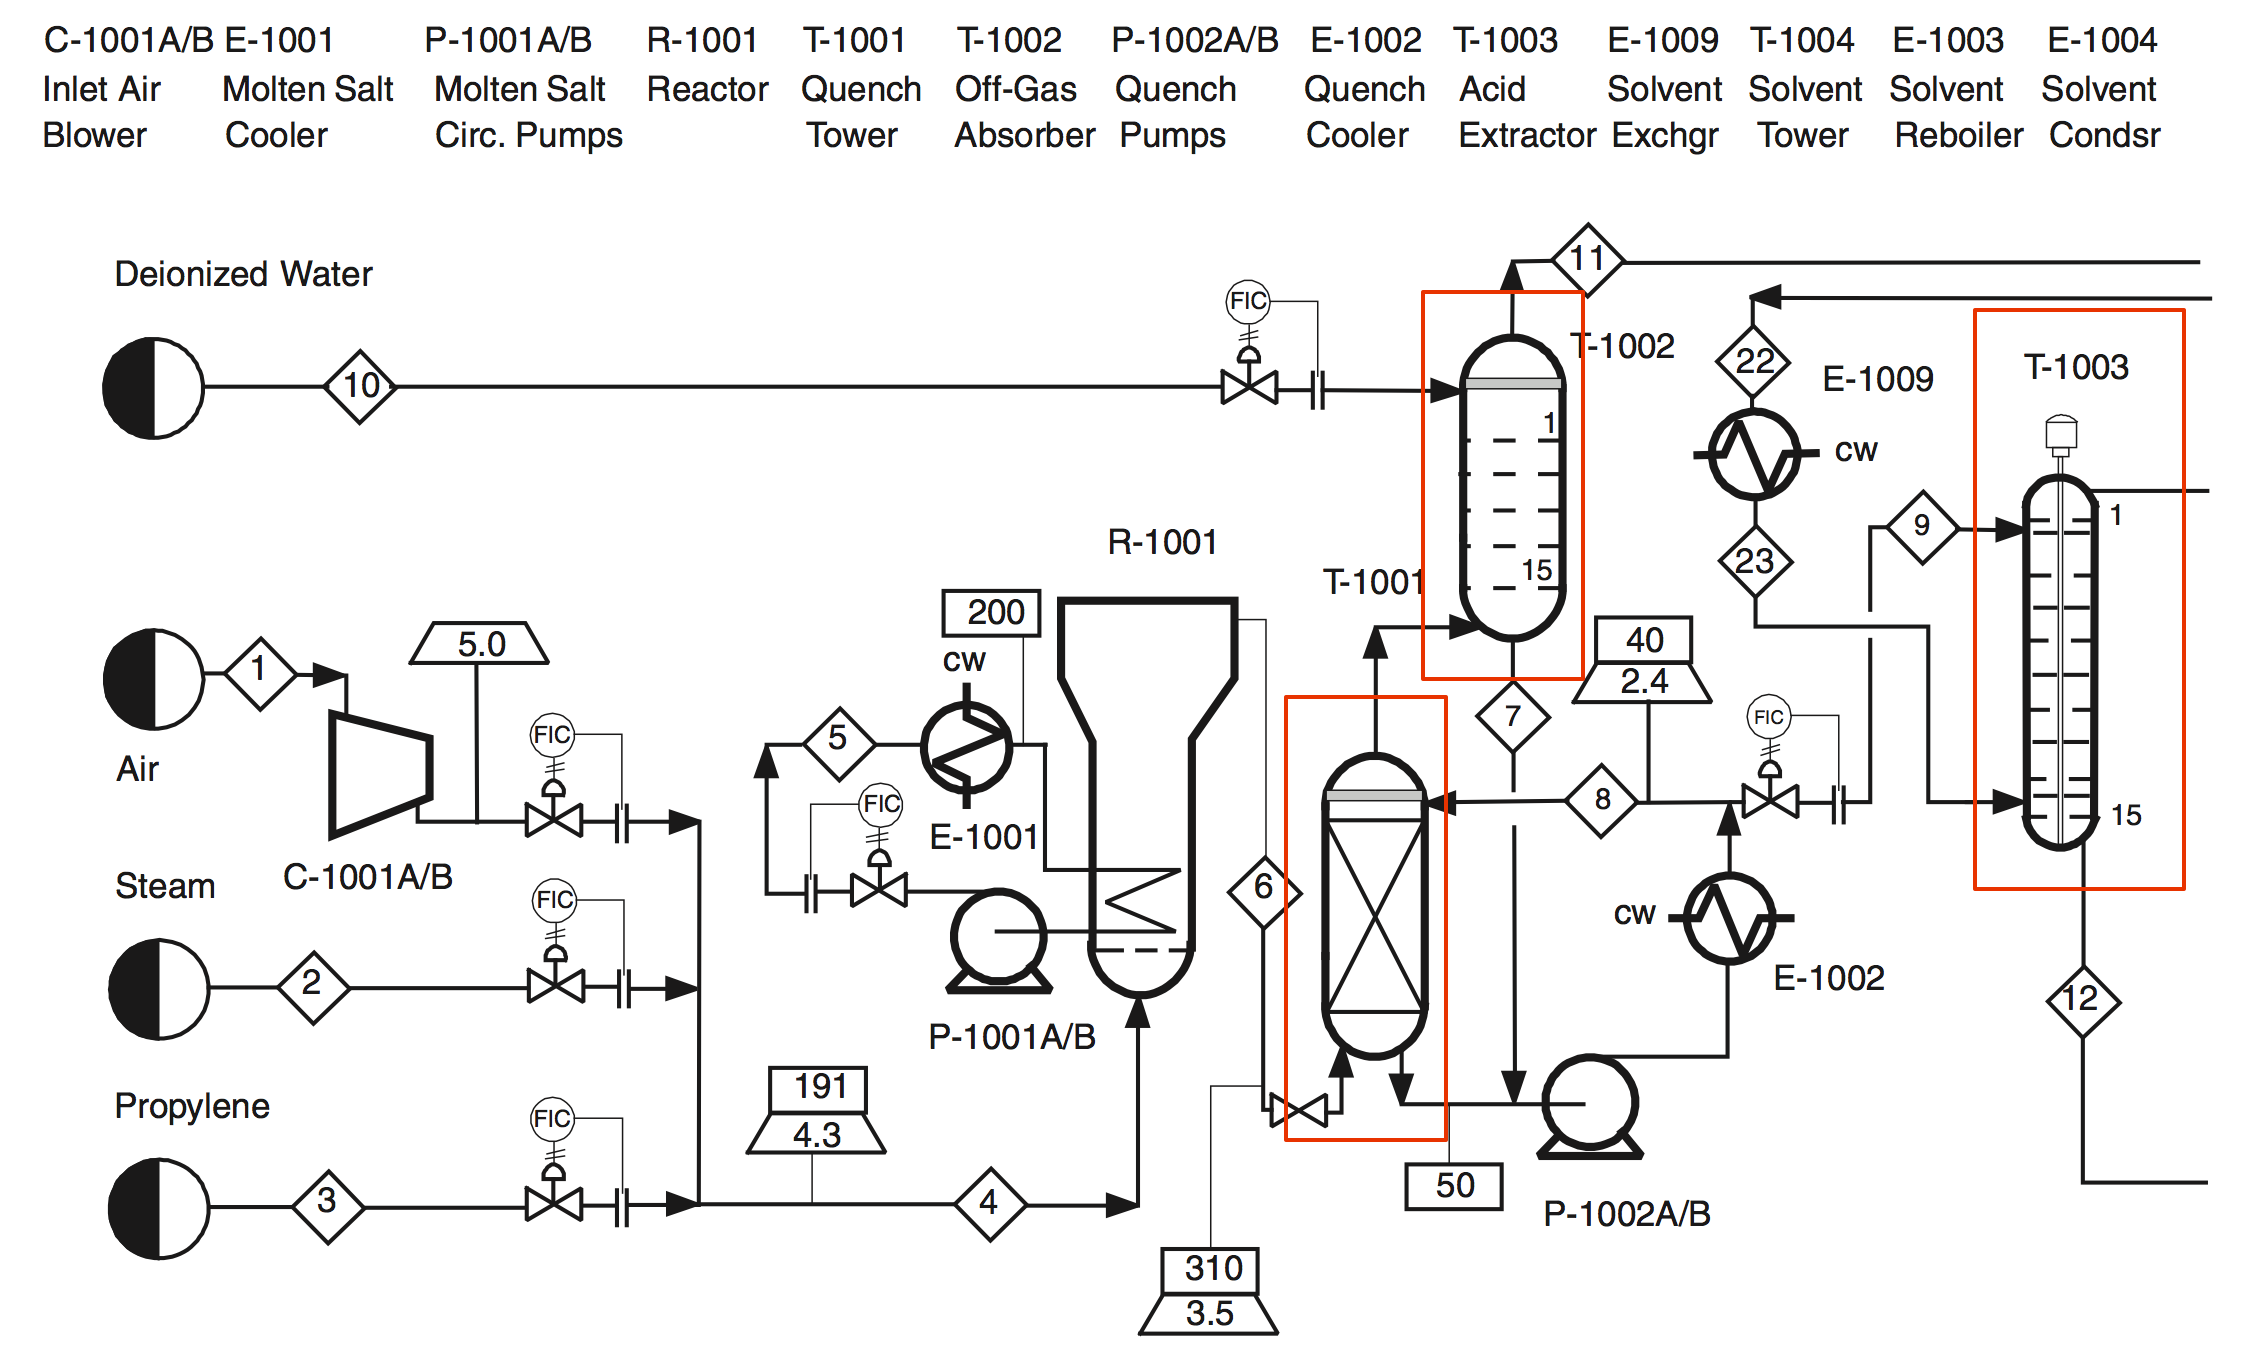 C-1001A/B E-1001 P-1001A/B R-1001 T-1001 T-1002 P-1002A/B E-1002 T-1003 E-1009 T-1004 E-1003 E-1004
Inlet Air Molten Salt Molten Salt Reactor Quench Off-Gas Quench Quench Acid Solvent Solvent Solvent Solvent
Blower Cooler Circ. Pumps Tower Absorber Pumps Cooler Extractor Exchgr Tower Reboiler Condsr
11
Deionized Water
FIC
T-1002
22
E-1009
T-1003
10
1
cw
1
9
R-1001
23
15
T-1001
200
cw
5.0
40
2.4
1
FIC
5
7
FIC
Air
FIC
8
15
E-1001
C-1001A/B
Steam
FIC
6
cw
E-1002
2
12
P-1001A/B
191
4.3
Propylene
FIC
50
3
4
P-1002A/B
310
3.5